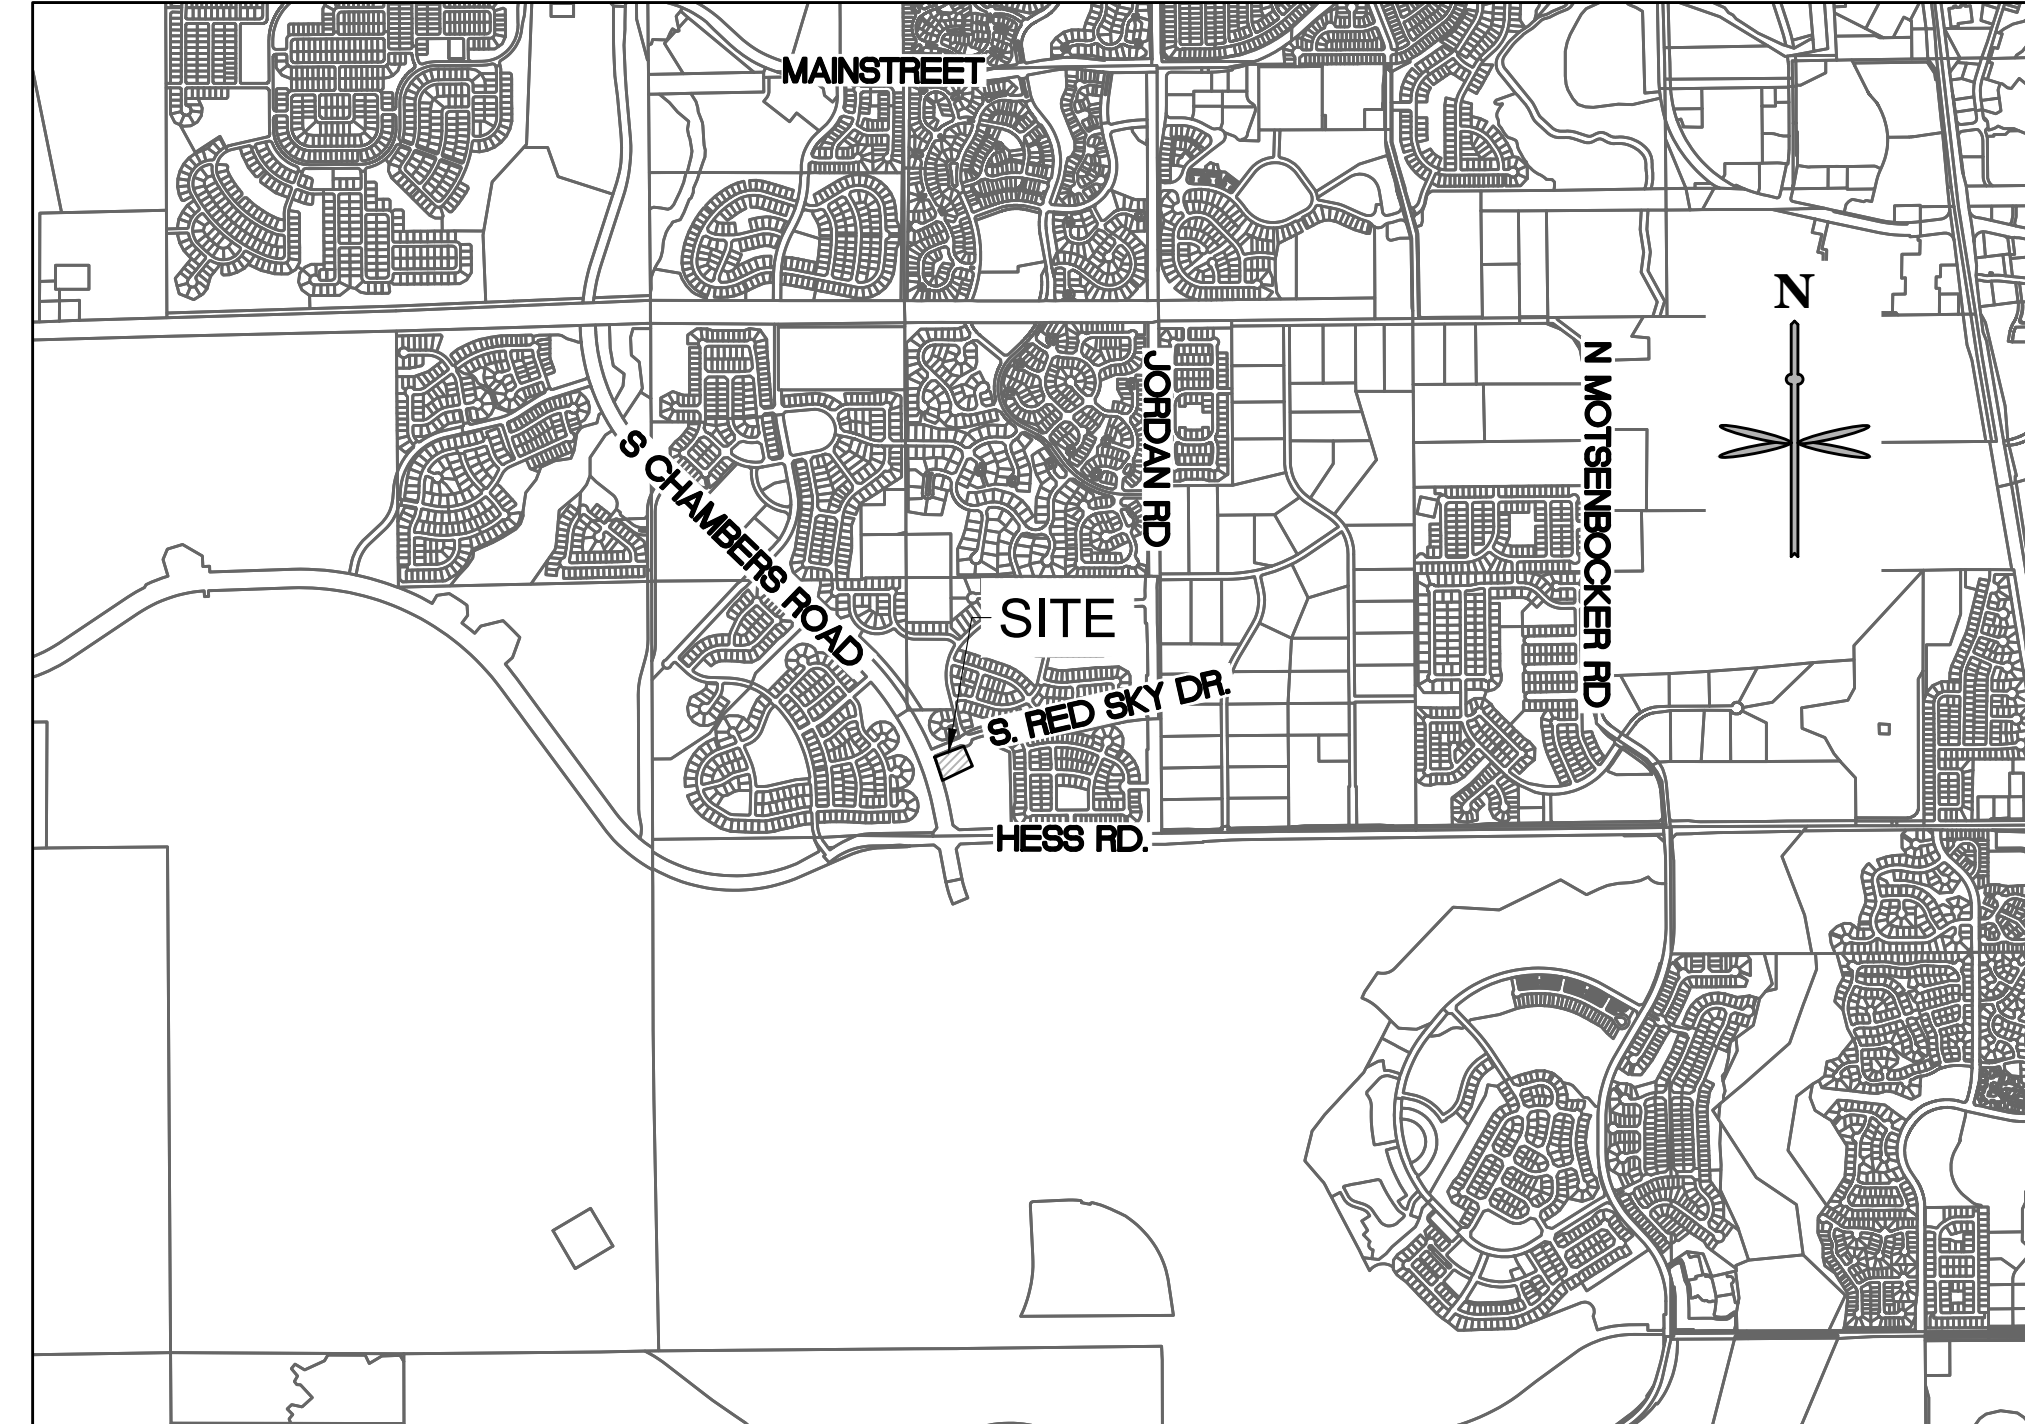 MAINSTREET
N
JORDAN RD
N MOTSENBOCKER RD
S CHAMBERS ROAD
SITE
S. RED SKY DR.
HESS RD.